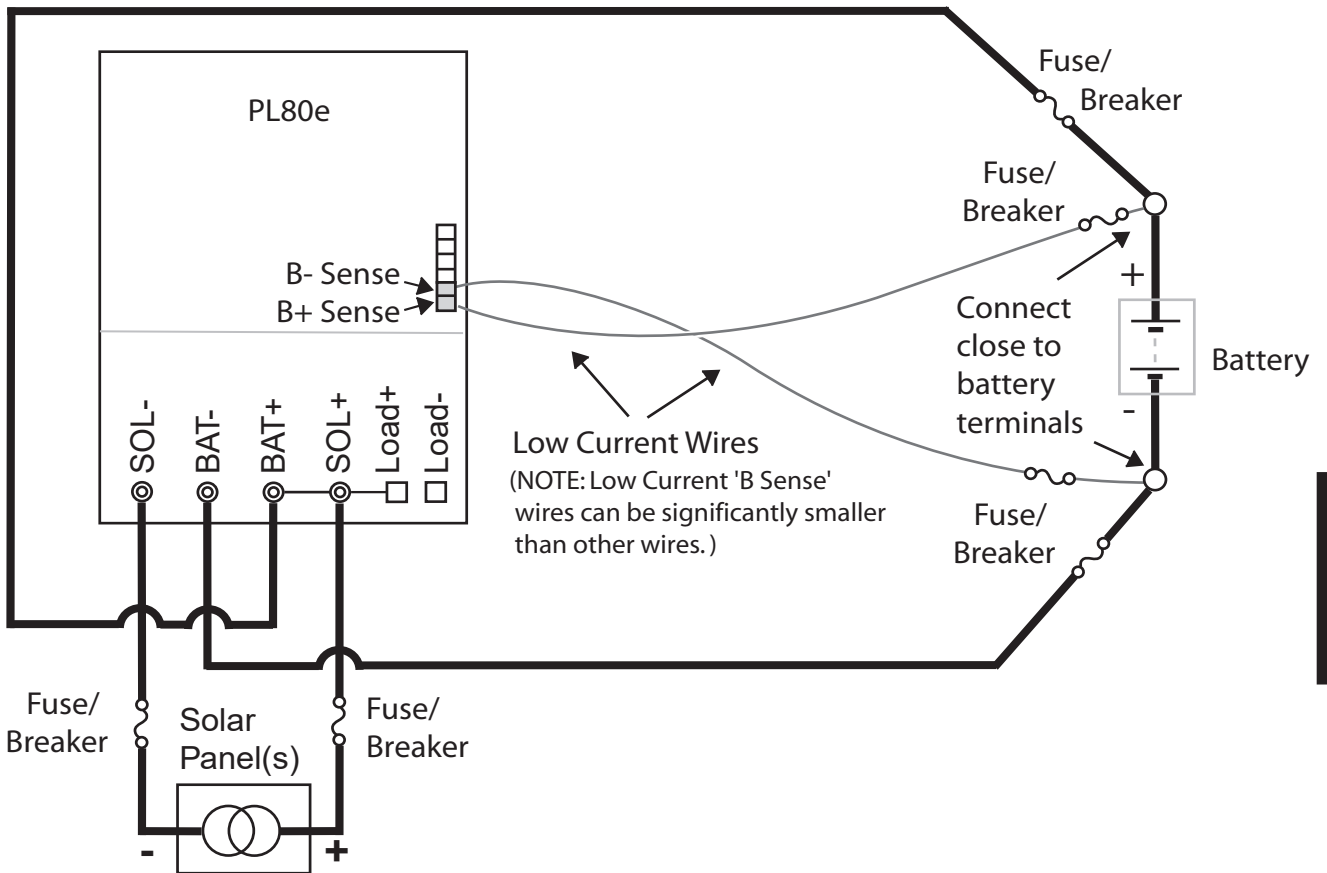 Fuse/
Breaker
PL80e
Fuse/
Breaker
B- Sense
B+ Sense
+
Connect
close to
battery
terminals
Battery
-
SOL-
BAT-
BAT+
SOL+
Load+
Load-
Low Current Wires
(NOTE: Low Current 'B Sense'
wires can be significantly smaller
than other wires.)
Fuse/
Breaker
Fuse/
Breaker
Solar
Panel(s)
Fuse/
Breaker
-
+